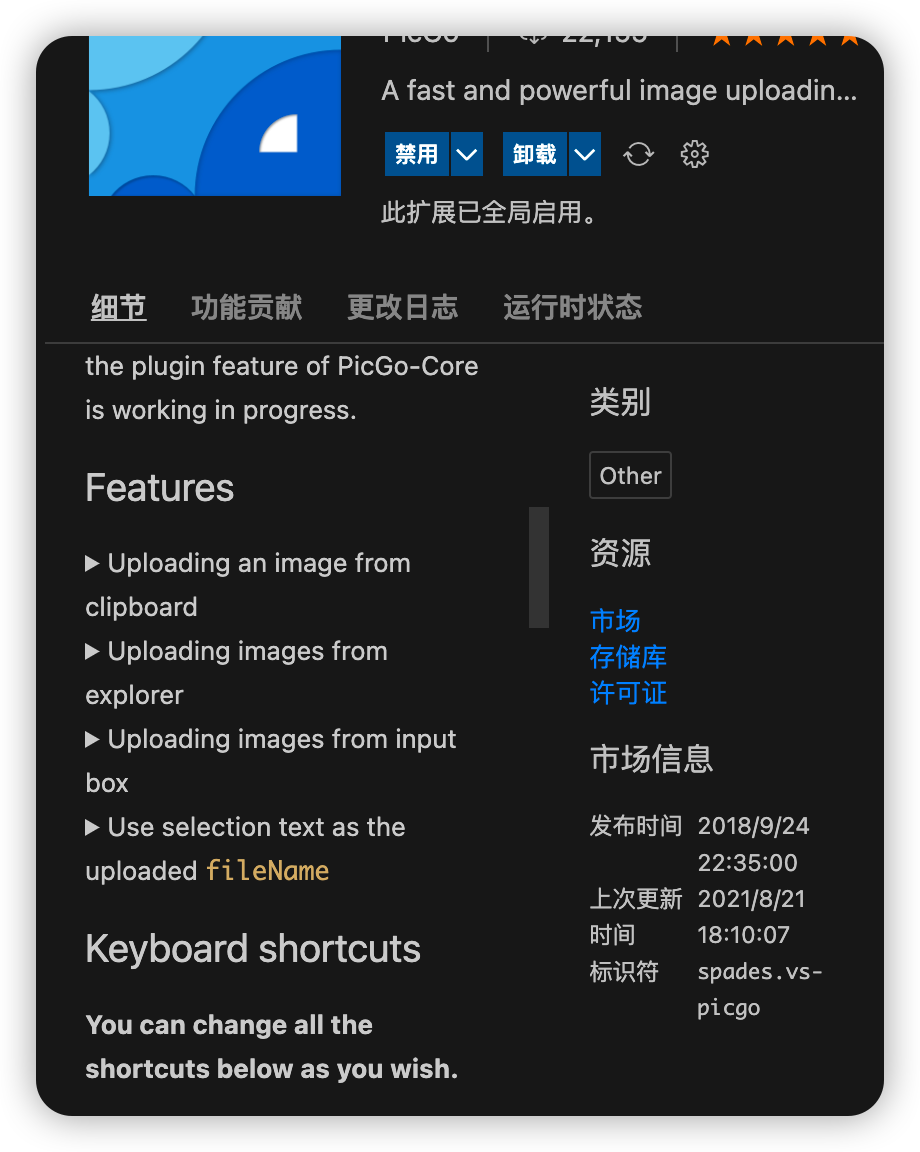 PicGo
A fast and powerful image uploadin...
禁用
卸载
此扩展已全局启用。
细节 功能贡献 更改日志 运行时状态
the plugin feature of PicGo-Core
is working in progress.
Features
Uploading an image from
clipboard
Uploading images from
explorer
Uploading images from input
box
Use selection text as the
uploaded fileName
Keyboard shortcuts
You can change all the
shortcuts below as you wish.
类别
Other
资源
市场
存储库
许可证
市场信息
发布时间 2018/9/24
22:35:00
上次更新 2021/8/21
时间 18:10:07
标识符 spades.vs-
picgo